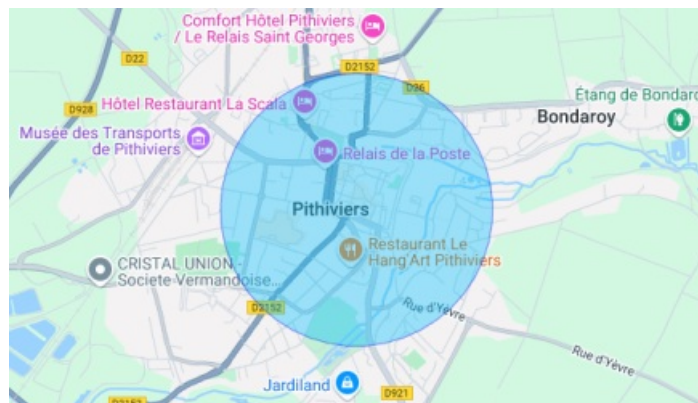 Comfort Hôtel Pithiviers
/ Le Relais Saint Georges
D22
D2152
D26
D928
Hôtel Restaurant La Scala
Étang de Bondaro
Bondaroy
Musée des Transports
de Pithiviers
Relais de la Poste
Pithiviers
Restaurant Le
Hang'Art Pithiviers
CRISTAL UNION -
Societe Vermandoise...
D2152
Rue d'Yèvre
Rue d'Yèvre
Jardiland
D921
D2152